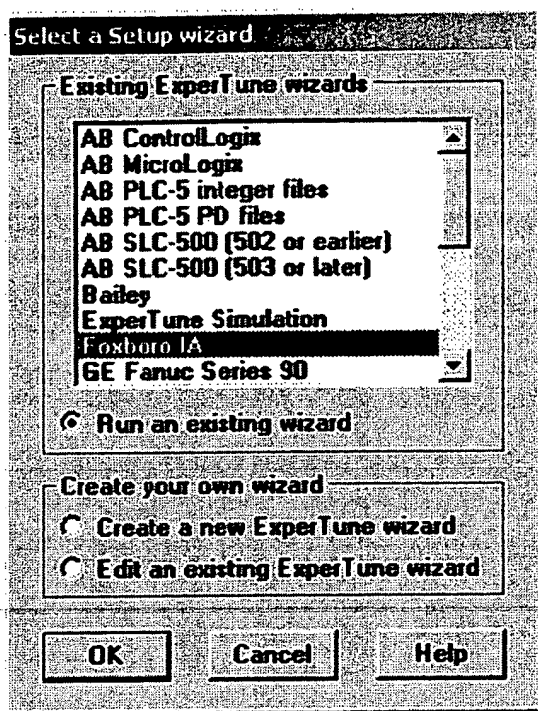 Select a Setup wizard
Existing ExperTune wizards
AB ControlLogix
AB MicroLogix
AB PLC-5 integer files
AB PLC-5 PD files
AB SLC-500 (502 or earlier)
AB SLC-500 (503 or later)
Bailey
ExperTune Simulation
Foxboro IA
GE Fanuc Series 90
Run an existing wizard
Create your own wizard
Create a new ExperTune wizard
Edit an existing ExperTune wizard
OK Cancel Help